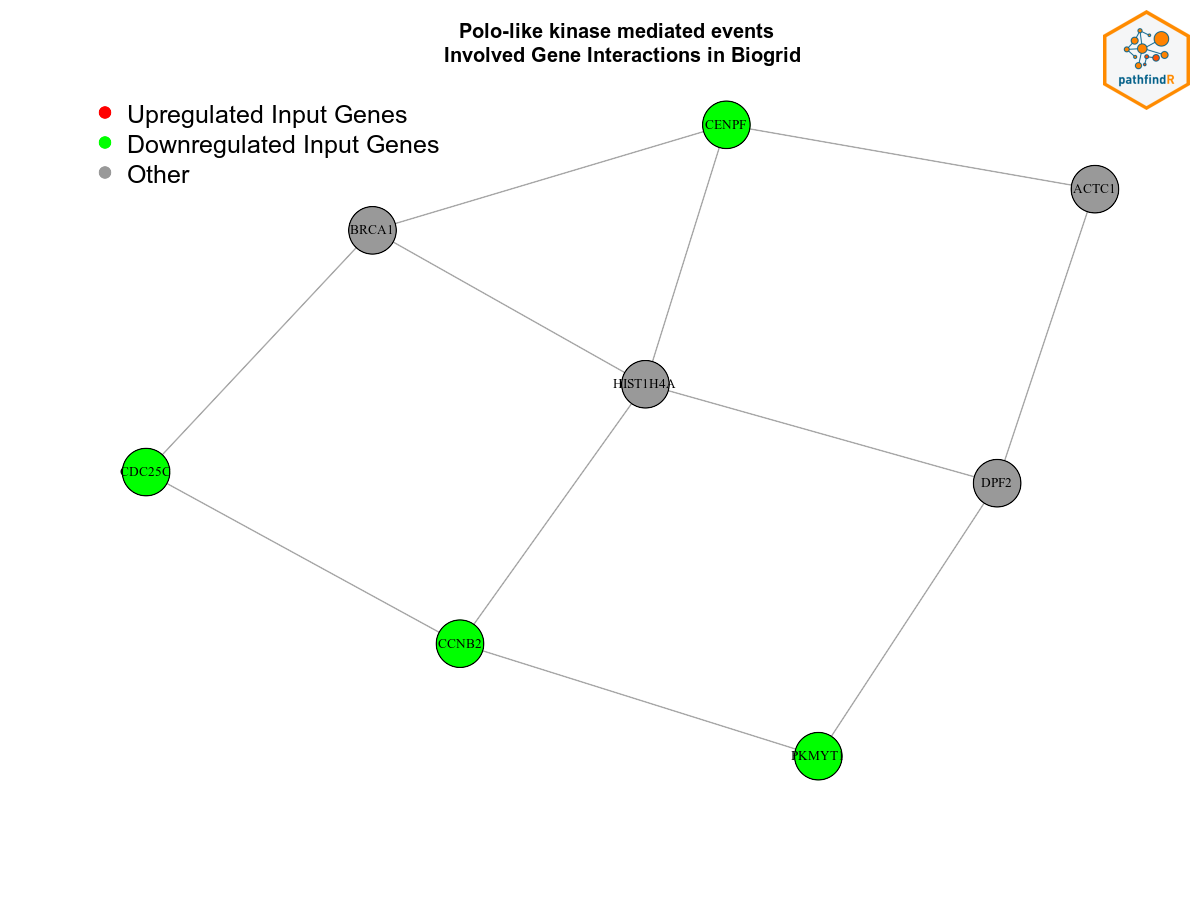 Polo-like kinase mediated events
Involved Gene Interactions in Biogrid
pathfindR
Upregulated Input Genes
Downregulated Input Genes
Other
CENPF
ACTC1
BRCA1
HIST1H4A
CDC25C
DPF2
CCNB2
PKMYT1